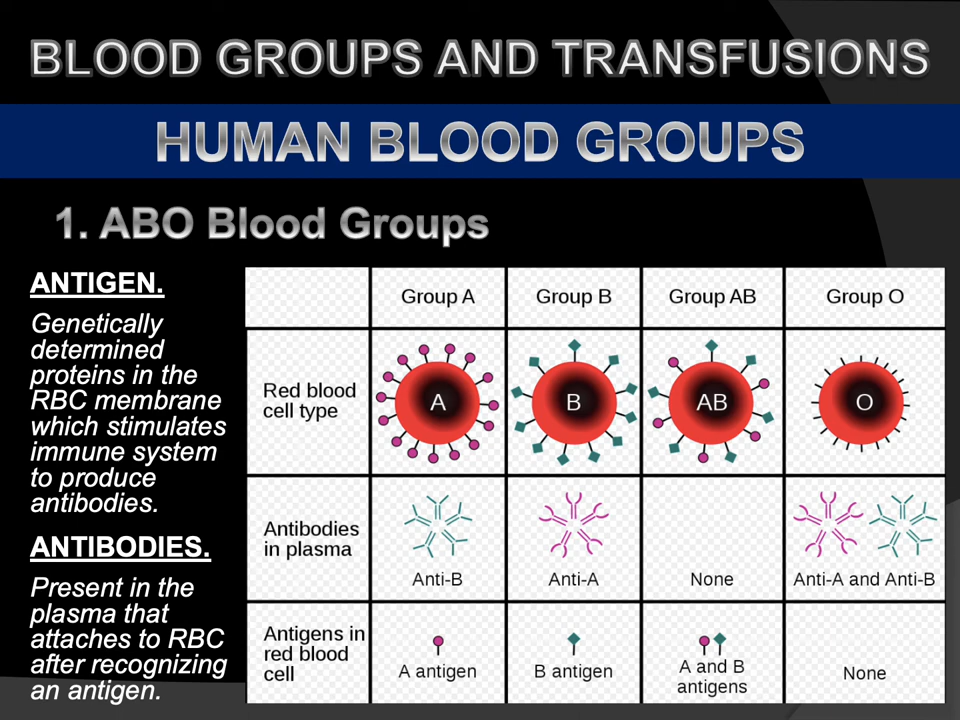 BLOOD GROUPS AND TRANSFUSIONS
HUMAN BLOOD GROUPS
1. ABO Blood Groups
ANTIGEN.
Genetically
determined
proteins in the
RBC membrane
which stimulates
immune system
to produce
antibodies.
ANTIBODIES.
Present in the
plasma that
attaches to RBC
after recognizing
an antigen.
Group A
Group B
Group AB
Group O
Red blood
cell type
A
B
AB
O
Antibodies
in plasma
Anti-B
Anti-A
None
Anti-A and Anti-B
Antigens in
red blood
cell
A antigen
B antigen
A and B
antigens
None